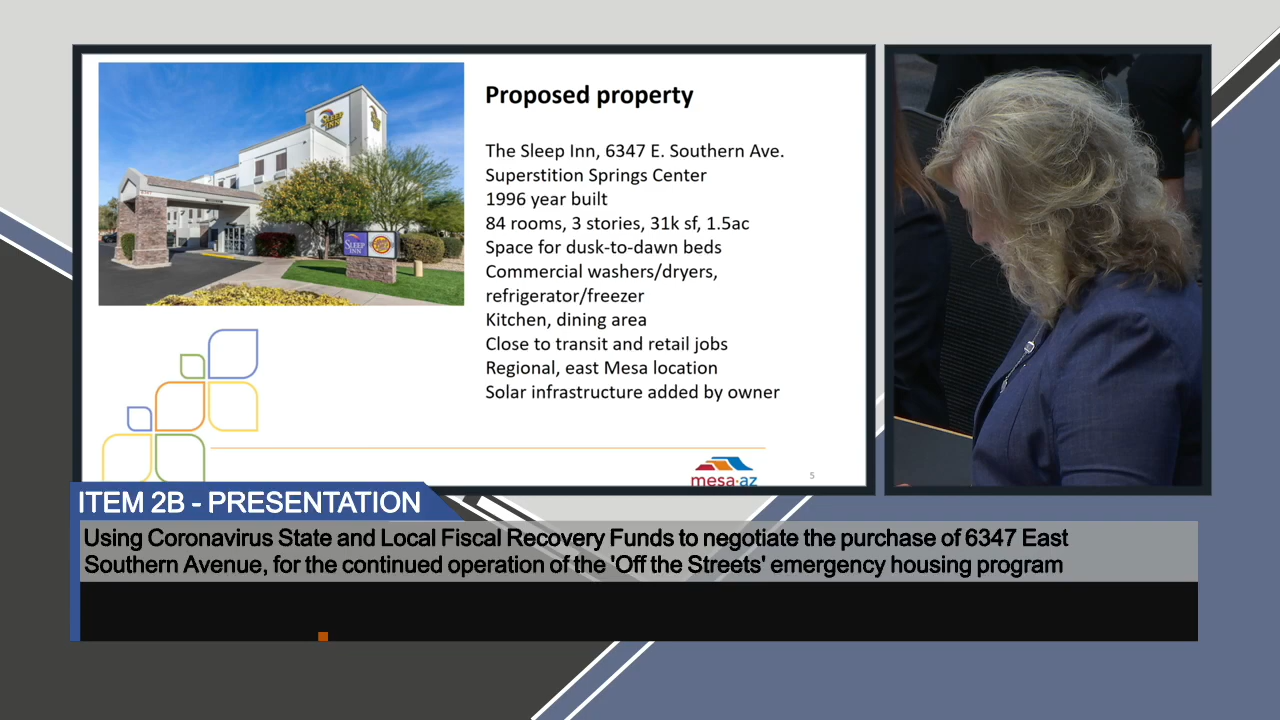 Proposed property
The Sleep Inn, 6347 E. Southern Ave.
Superstition Springs Center
1996 year built
84 rooms, 3 stories, 31k sf, 1.5ac
Space for dusk-to-dawn beds
Commercial washers/dryers,
refrigerator/freezer
Kitchen, dining area
Close to transit and retail jobs
Regional, east Mesa location
Solar infrastructure added by owner
SLEEP
INN
SLEEP
INN
mesa·az
5
ITEM 2B - PRESENTATION
Using Coronavirus State and Local Fiscal Recovery Funds to negotiate the purchase of 6347 East
Southern Avenue, for the continued operation of the 'Off the Streets' emergency housing program